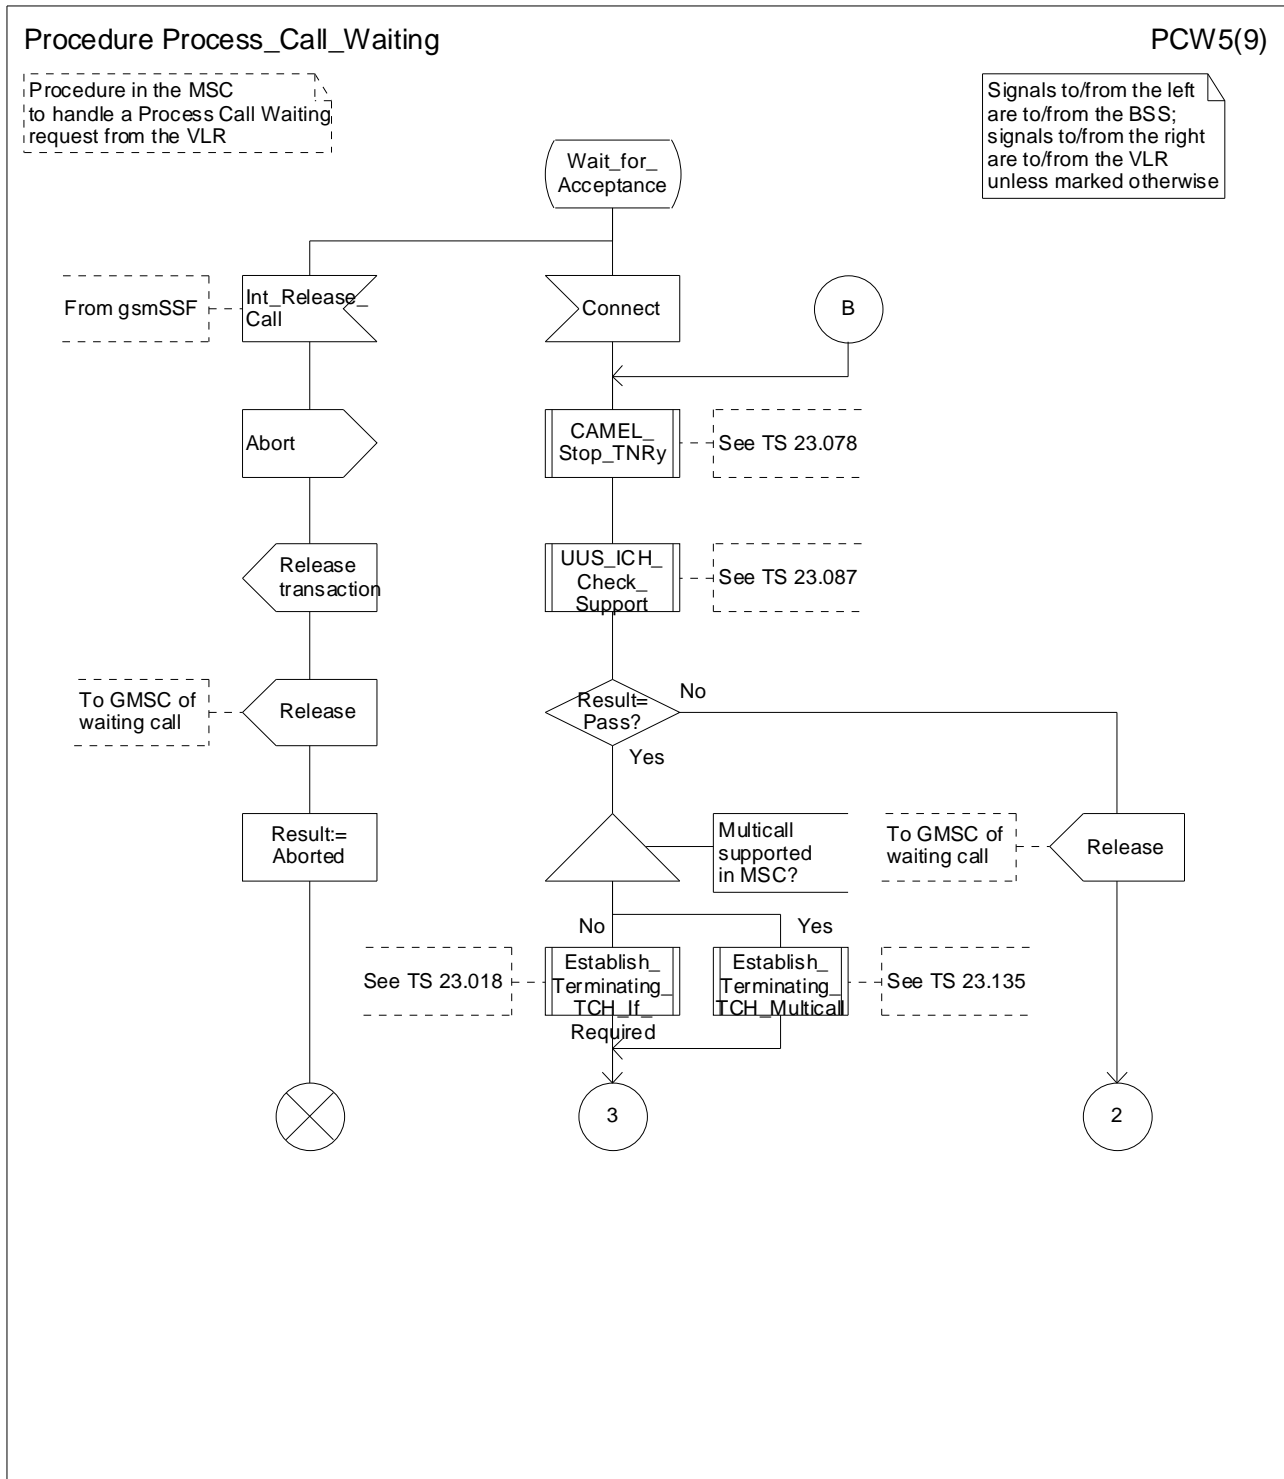 Procedure Process_Call_Waiting
PCW5(9)
Procedure in the MSC
to handle a Process Call Waiting
request from the VLR
Signals to/from the left
are to/from the BSS;
signals to/from the right
are to/from the VLR
unless marked otherwise
Wait_for_
Acceptance
From gsmSSF
Int_Release_
Call
Connect
B
Abort
CAMEL_
Stop_TNRy
See TS 23.078
Release
transaction
UUS_ICH_
Check_
Support
See TS 23.087
To GMSC of
waiting call
Release
Result=
Pass?
No
Yes
Result:=
Aborted
Multicall
supported
in MSC?
To GMSC of
waiting call
Release
No
Yes
See TS 23.018
Establish_
Terminating_
TCH_If_
Required
Establish_
Terminating_
TCH_Multicall
See TS 23.135
3
2